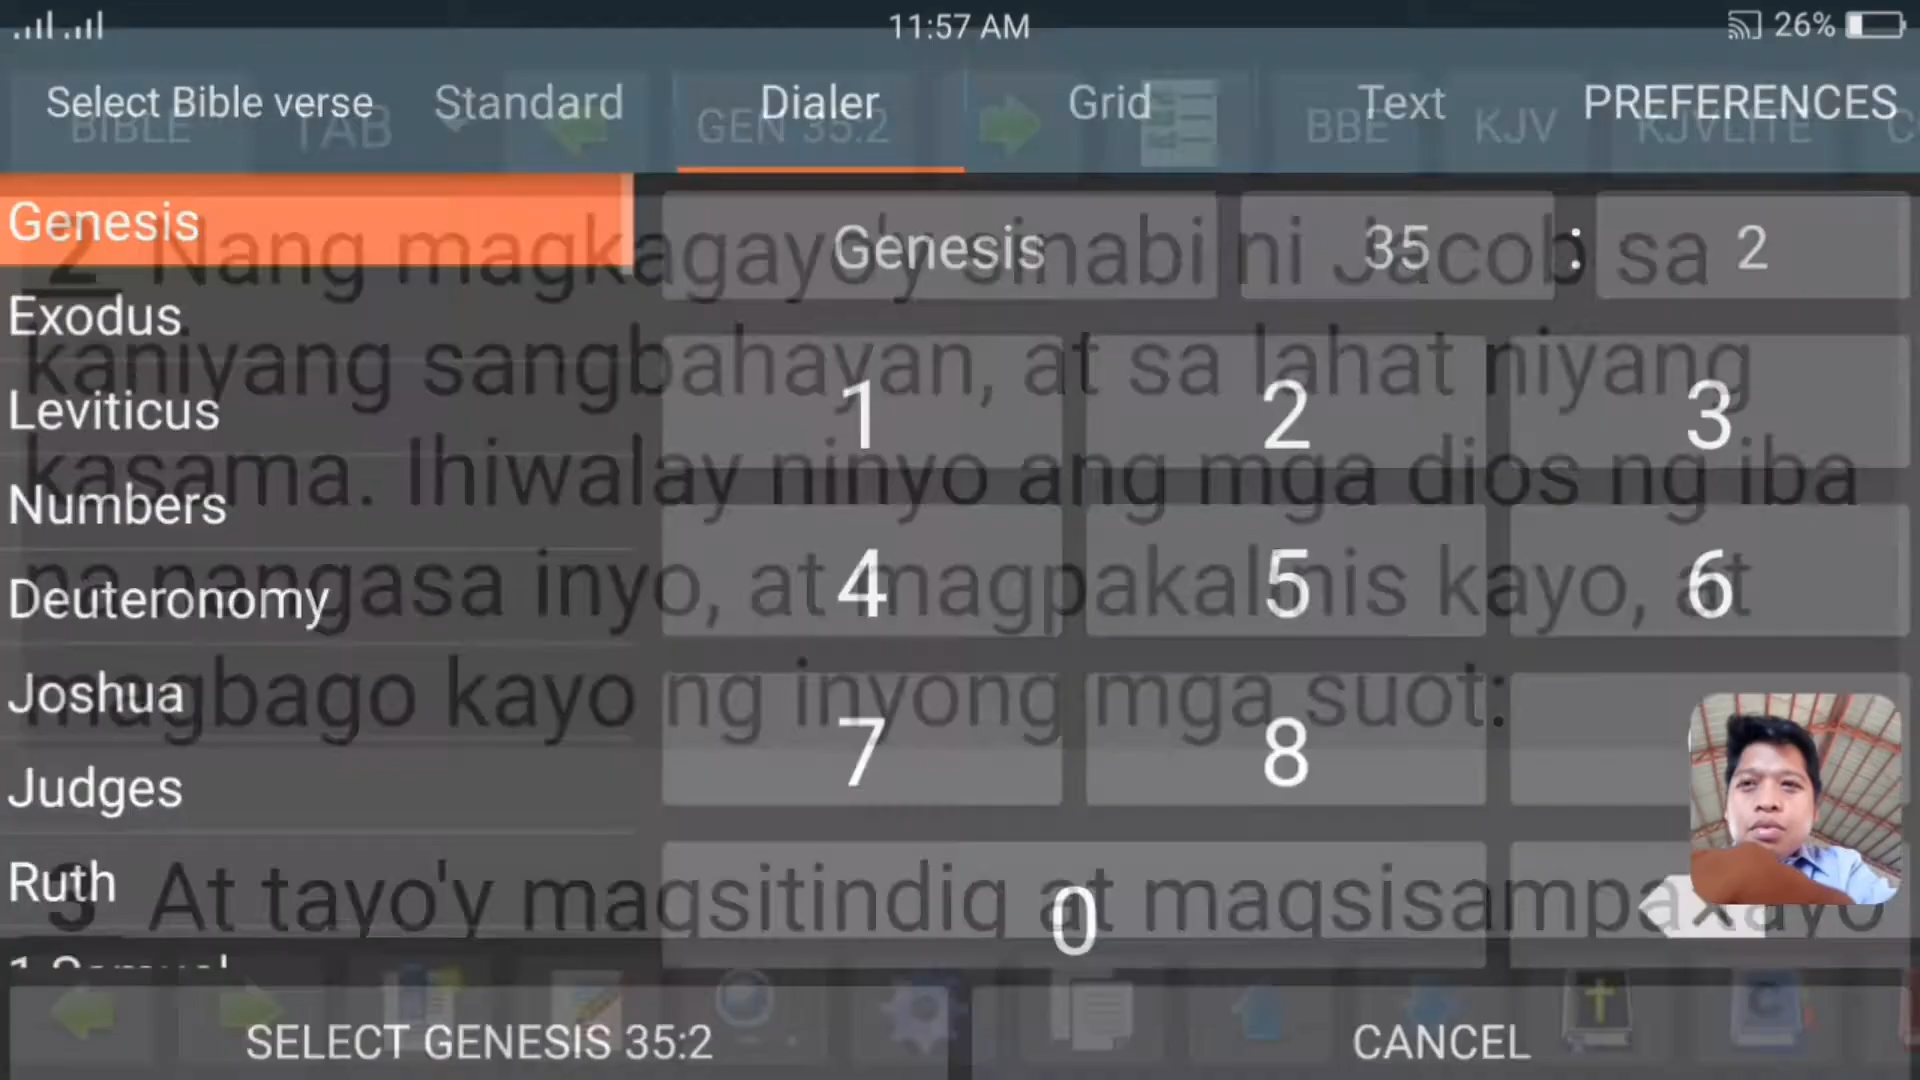 11:57 AM
26%
Select Bible verse
Standard
Dialer
Grid
Text
PREFERENCES
BIBLE
TAB
GEN 35:2
BBE
KJV
KJVLITE
Genesis
Exodus
Leviticus
Numbers
Deuteronomy
Joshua
Judges
Ruth
1 Samuel
Genesis 35 : 2
1 2 3
4 5 6
7 8
0
2 Nang magkagayo'y sinabi ni Jacob sa
kaniyang sangbahayan, at sa lahat niyang
kasama. Ihiwalay ninyo ang mga dios ng iba
na nangasa inyo, at magpakalinis kayo, at
magbago kayo ng inyong mga suot:
3 At tayo'y magsitindig at magsisampa
SELECT GENESIS 35:2
CANCEL